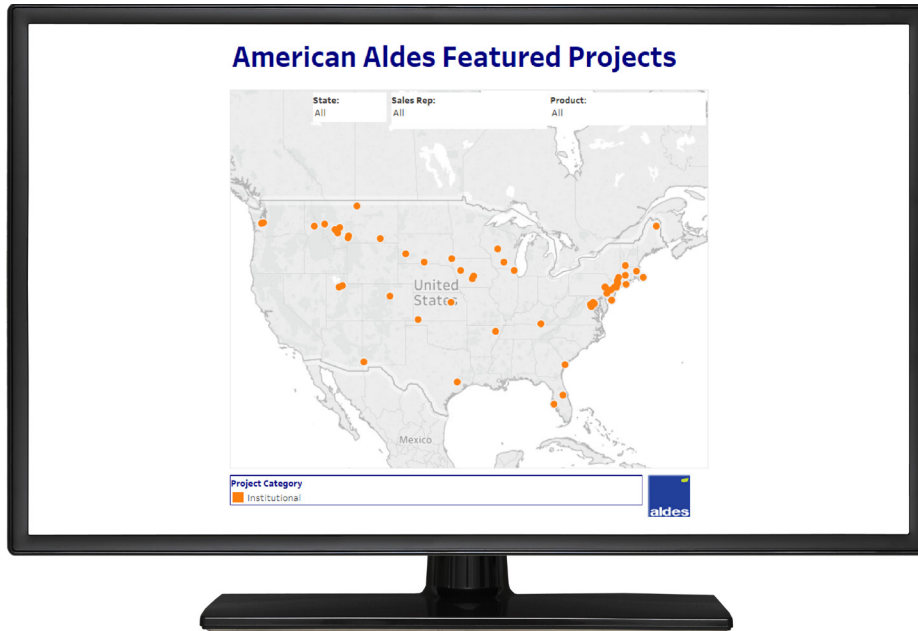 American Aldes Featured Projects
State:
All
Sales Rep:
All
Product:
All
United
States
Mexico
Project Category
Institutional
aldes